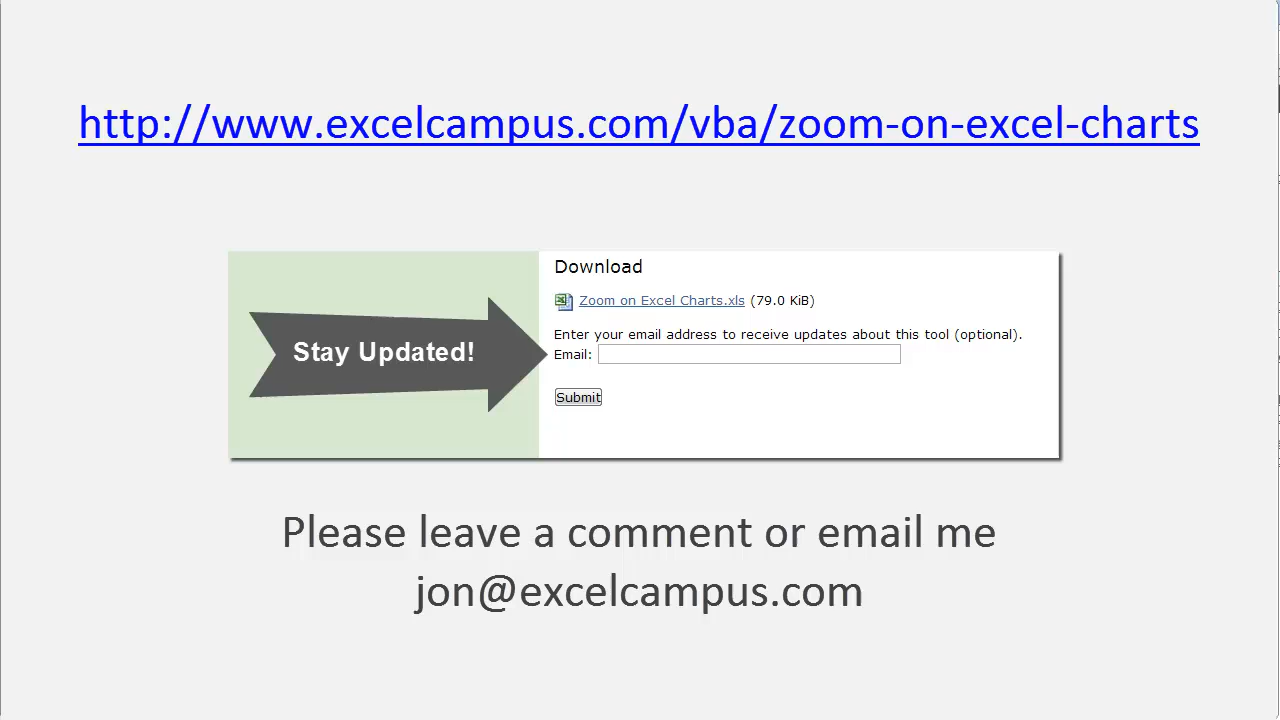 http://www.excelcampus.com/vba/zoom-on-excel-charts
Stay Updated!
Download
Zoom on Excel Charts.xls (79.0 KiB)
Enter your email address to receive updates about this tool (optional).
Email:
Submit
Please leave a comment or email me
jon@excelcampus.com